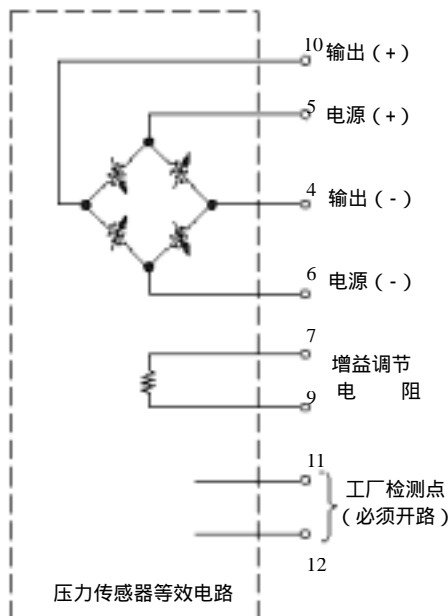 10 输出(+)
5 电源(+)
4 输出(-)
6 电源(-)
7
增益调节
电 阻
9
11
工厂检测点
(必须开路)
12
压力传感器等效电路